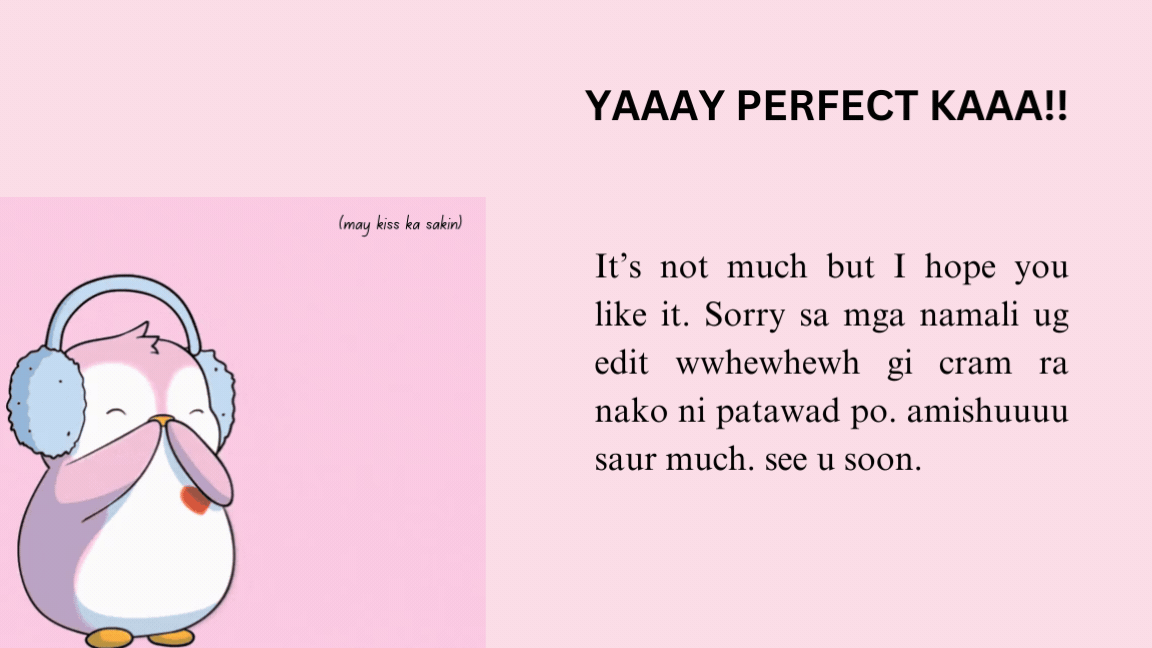 YAAAY PERFECT KAAA!!
(may kiss ka sakin)
It’s not much but I hope you
like it. Sorry sa mga namali ug
edit wwhewhewh gi cram ra
nako ni patawad po. amishuuuu
saur much. see u soon.